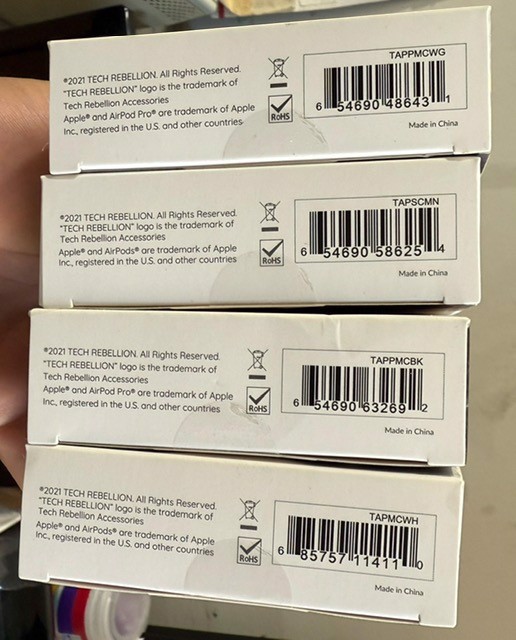 ®2021 TECH REBELLION. All Rights Reserved.
"TECH REBELLION" logo is the trademark of
Tech Rebellion Accessories
Apple® and AirPod Pro® are trademark of Apple
Inc., registered in the U.S. and other countries
RoHS
TAPPMCWG
6 54690 48643 1
Made in China
®2021 TECH REBELLION. All Rights Reserved.
"TECH REBELLION" logo is the trademark of
Tech Rebellion Accessories
Apple® and AirPods® are trademark of Apple
Inc., registered in the U.S. and other countries
RoHS
TAPSCMN
6 54690 58625 4
Made in China
®2021 TECH REBELLION. All Rights Reserved.
"TECH REBELLION" logo is the trademark of
Tech Rebellion Accessories
Apple® and AirPod Pro® are trademark of Apple
Inc., registered in the U.S. and other countries
RoHS
TAPPMCBK
6 54690 63269 2
Made in China
®2021 TECH REBELLION. All Rights Reserved.
"TECH REBELLION" logo is the trademark of
Tech Rebellion Accessories
Apple® and AirPods® are trademark of Apple
Inc., registered in the U.S. and other countries
RoHS
TAPMCWH
6 85757 11411 0
Made in China